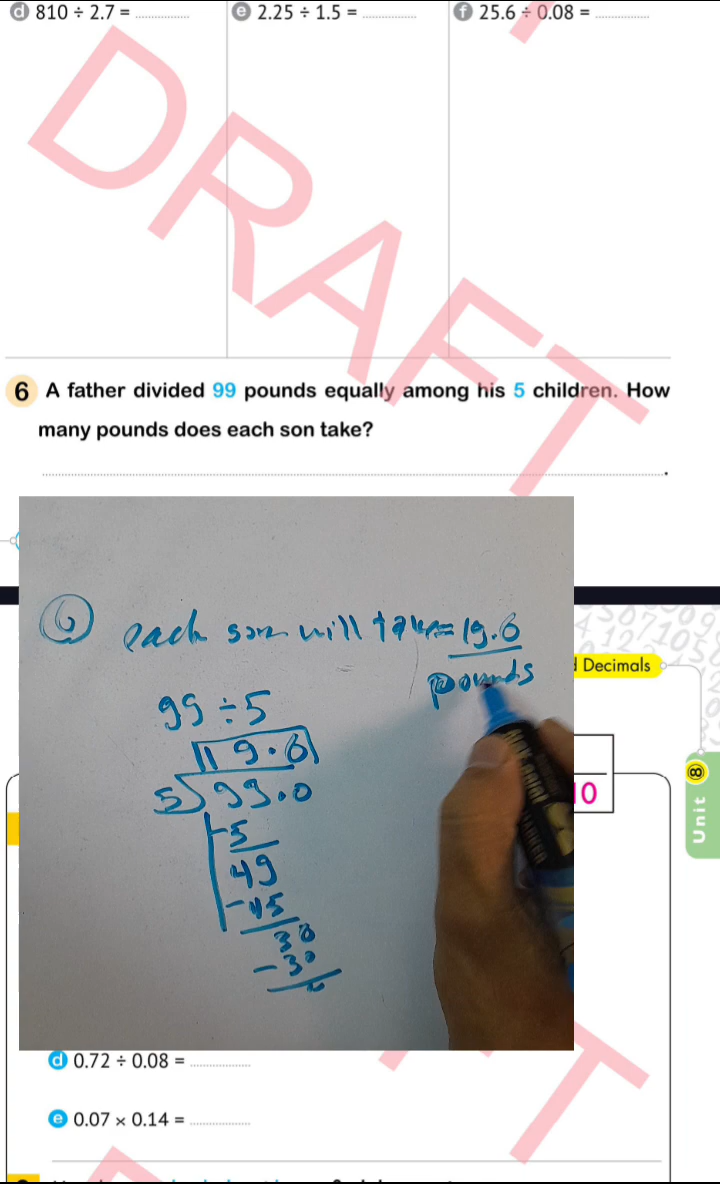 d 810 ÷ 2.7 = ............
e 2.25 ÷ 1.5 = ............
f 25.6 ÷ 0.08 = ............
DRAFT
6 A father divided 99 pounds equally among his 5 children. How
many pounds does each son take?
6 each son will take = 19.6
pounds
99 ÷ 5
19.6
5 99.0
- 5
49
- 45
30
- 30
0
d Decimals
10
Unit 8
d 0.72 ÷ 0.08 = ............
e 0.07 × 0.14 = ............